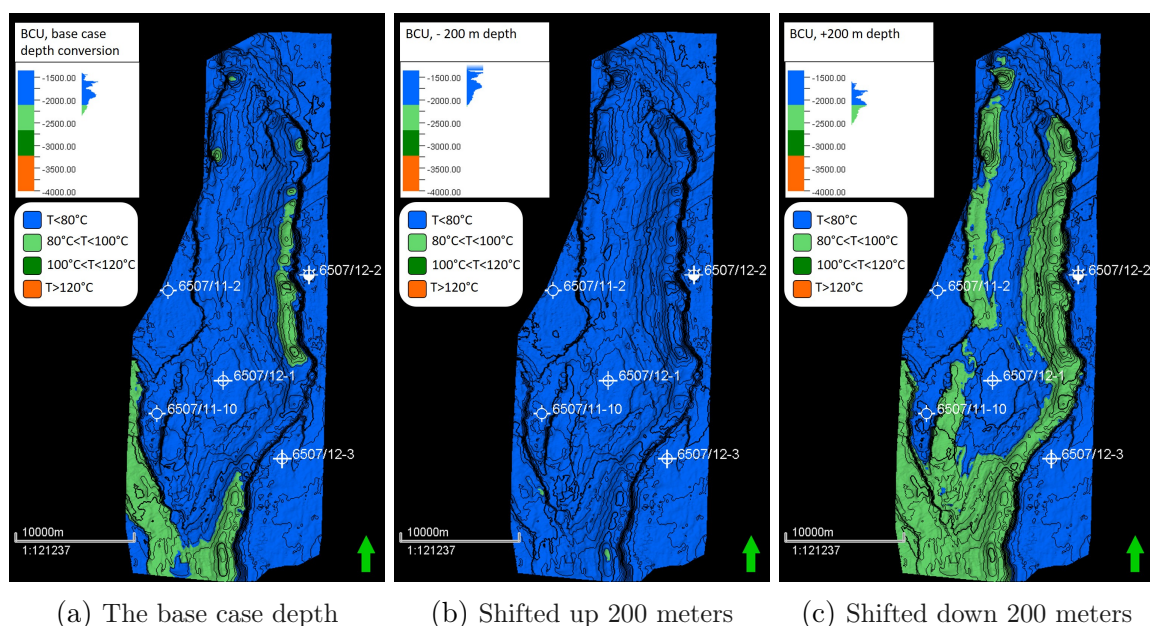 BCU, base case
depth conversion
-1500.00
-2000.00
-2500.00
-3000.00
-3500.00
-4000.00
T<80°C
80°C<T<100°C
100°C<T<120°C
T>120°C
6507/12-2
6507/11-2
6507/12-1
6507/11-10
6507/12-3
10000m
1:121237
(a) The base case depth
BCU, - 200 m depth
-1500.00
-2000.00
-2500.00
-3000.00
-3500.00
-4000.00
T<80°C
80°C<T<100°C
100°C<T<120°C
T>120°C
6507/12-2
6507/11-2
6507/12-1
6507/11-10
6507/12-3
10000m
1:121237
(b) Shifted up 200 meters
BCU, +200 m depth
-1500.00
-2000.00
-2500.00
-3000.00
-3500.00
-4000.00
T<80°C
80°C<T<100°C
100°C<T<120°C
T>120°C
6507/12-2
6507/11-2
6507/12-1
6507/11-10
6507/12-3
10000m
1:121237
(c) Shifted down 200 meters